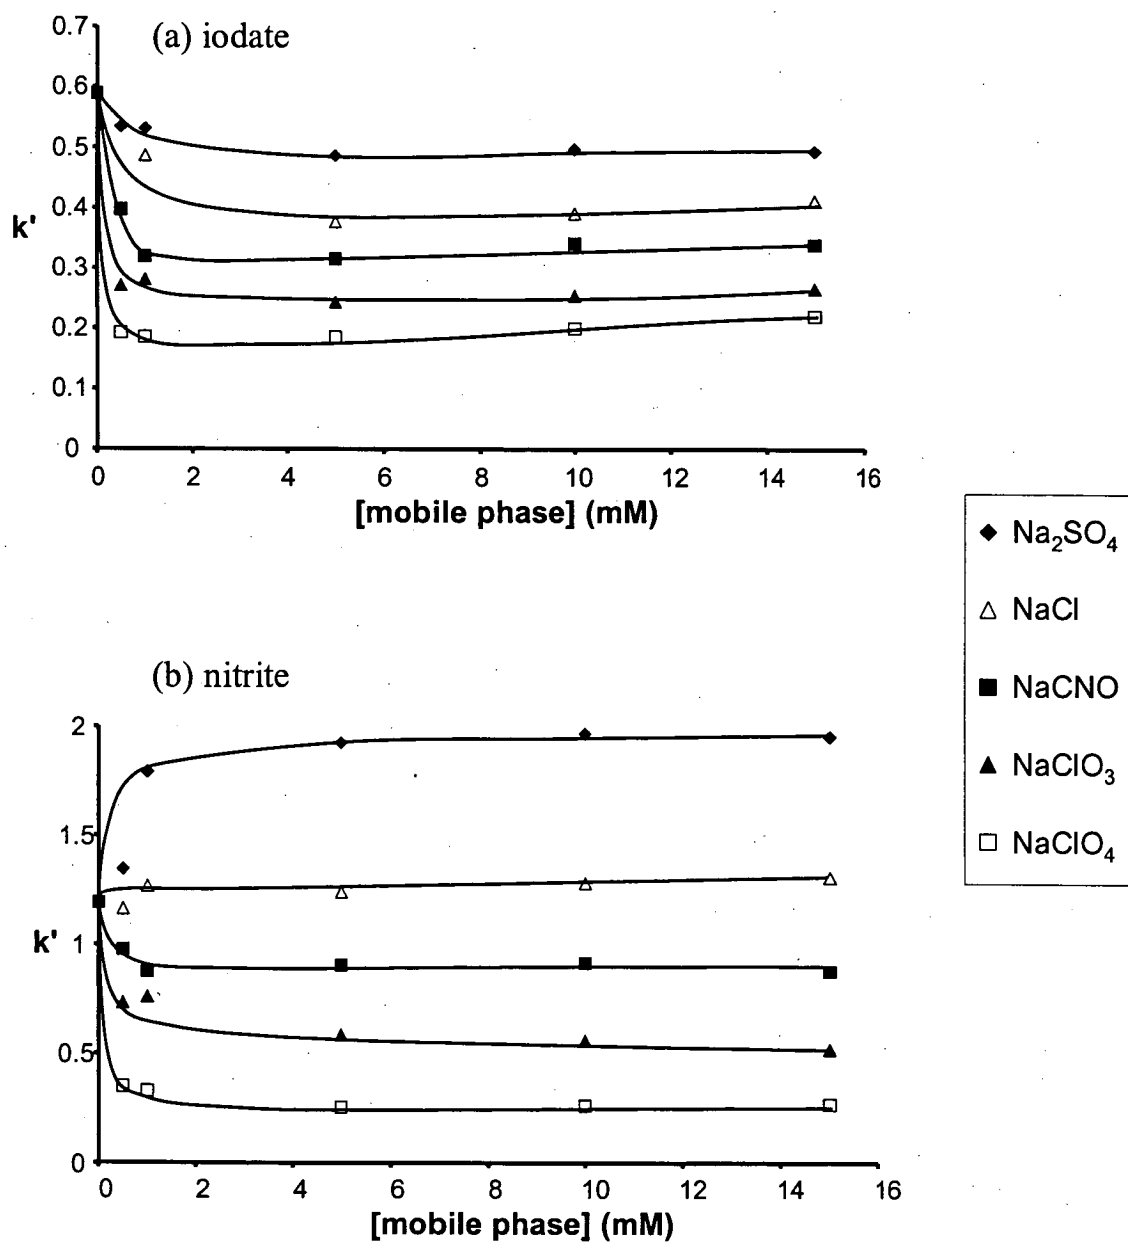 (a) iodate
0.7
0.6
0.5
0.4
k'
0.3
0.2
0.1
0
0 2 4 6 8 10 12 14 16
[mobile phase] (mM)
Na₂SO₄
NaCl
NaCNO
NaClO₃
NaClO₄
(b) nitrite
2
1.5
1
k'
0.5
0
0 2 4 6 8 10 12 14 16
[mobile phase] (mM)